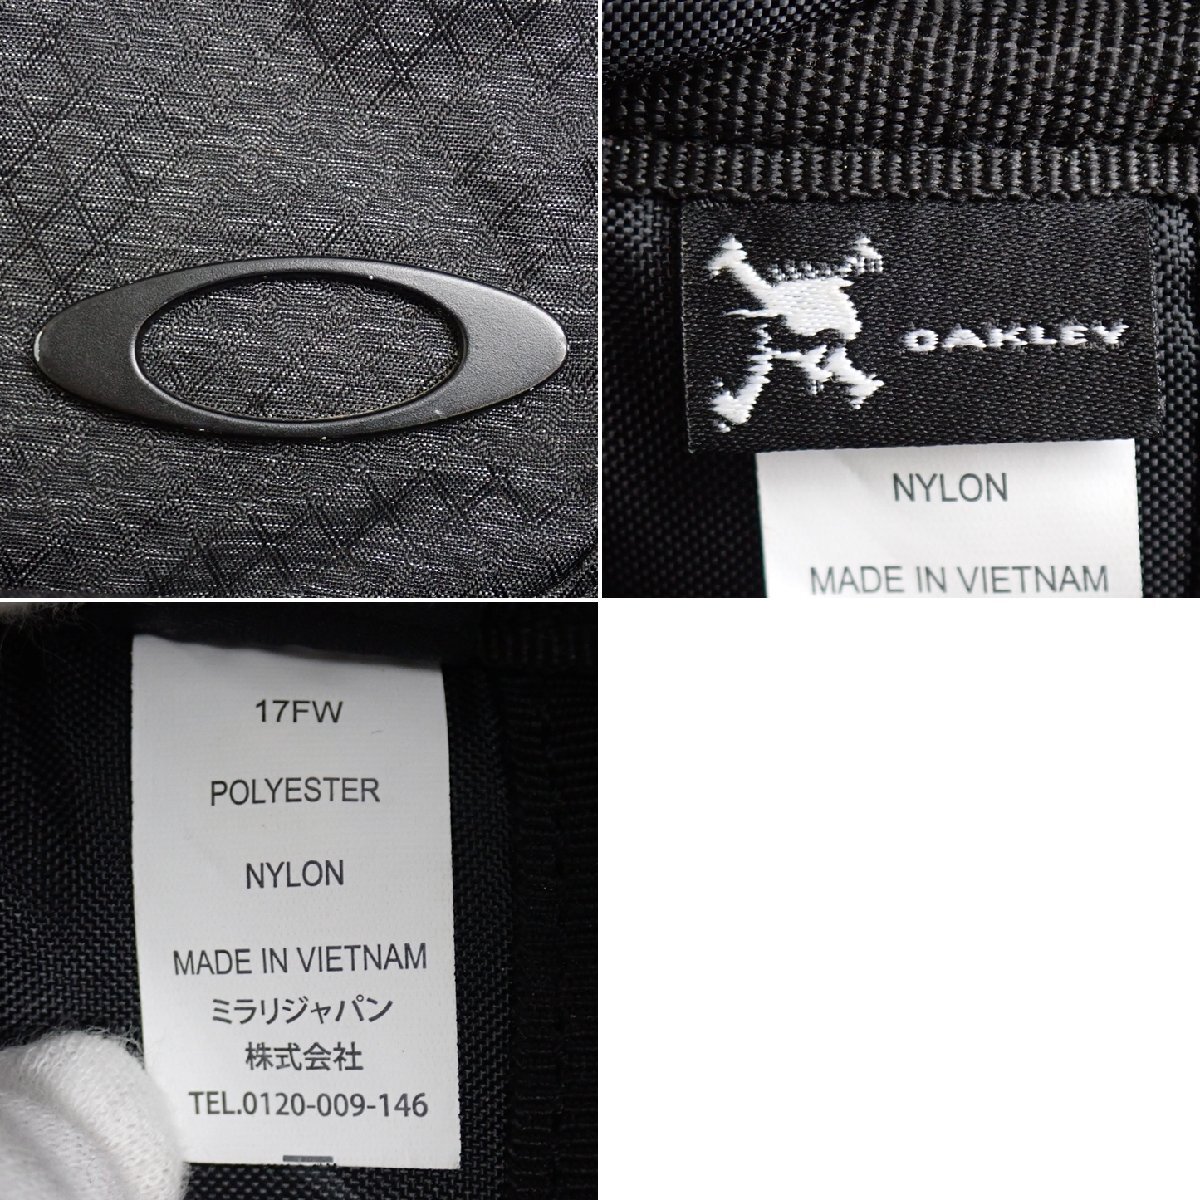 OAKLEY
NYLON
MADE IN VIETNAM
17FW
POLYESTER
NYLON
MADE IN VIETNAM
ミラリジャパン
株式会社
TEL.0120-009-146